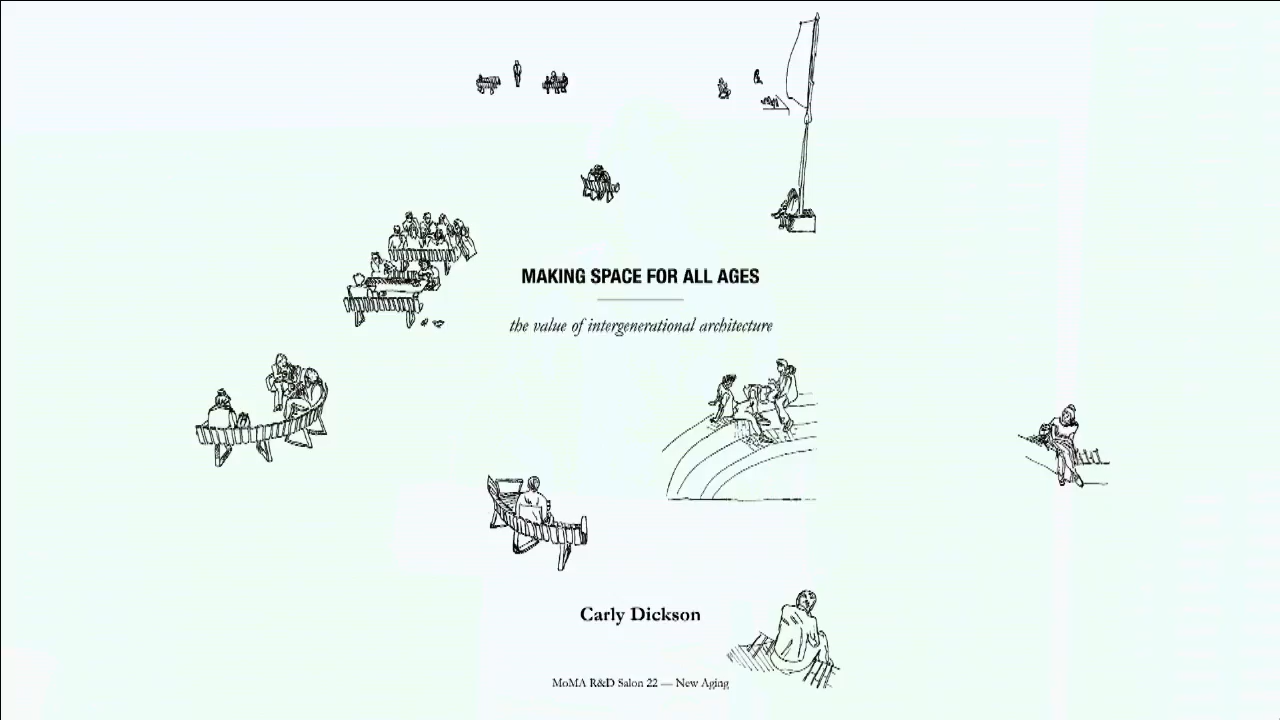 MAKING SPACE FOR ALL AGES
the value of intergenerational architecture
Carly Dickson
MoMA R&D Salon 22 — New Aging